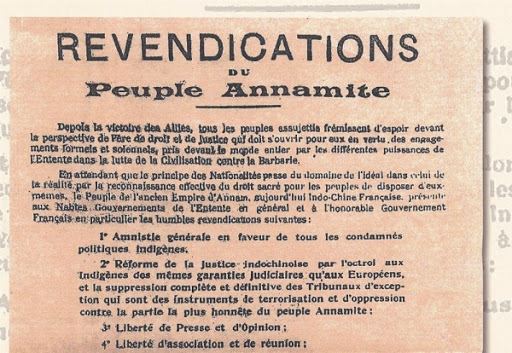 REVENDICATIONS
DU
Peuple Annamite
Depuis la victoire des Alliés, tous les peuples assujettis frémissent d'espoir devant
la perspective de l'ère de droit et de justice qui doit s'ouvrir pour eux en vertu des engage-
ments formels et solennels, pris devant le monde entier par les différentes puissances de
l'Entente dans la lutte de la Civilisation contre la Barbarie.
En attendant que le principe des Nationalités passe du domaine de l'idéal dans celui de
la réalité par la reconnaissance effective du droit sacré pour les peuples de disposer d'eux-
mêmes, le Peuple de l'ancien Empire d'Annam, aujourd'hui Indo-Chine Française, présente
aux Nobles Gouvernements de l'Entente en général et à l'honorable Gouvernement
Français en particulier les humbles revendications suivantes :
1° Amnistie générale en faveur de tous les condamnés
politiques indigènes.
2° Réforme de la justice indochinoise par l'octroi aux
Indigènes des mêmes garanties judiciaires qu'aux Européens,
et la suppression complète et définitive des Tribunaux d'excep-
tion qui sont des instruments de terrorisation et d'oppression
contre la partie la plus honnête du peuple Annamite ;
3° Liberté de Presse et d'Opinion ;
4° Liberté d'association et de réunion ;